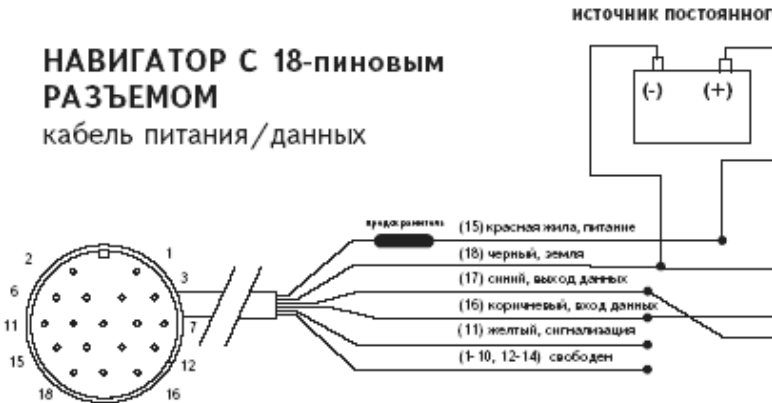 ИСТОЧНИК ПОСТОЯННОГ
НАВИГАТОР С 18-пиновым
РАЗЪЕМОМ
кабель питания/данных
(-) (+)
предохранитель
(15) красная жила, питание
(18) черный, земля
(17) синий, выход данных
(16) коричневый, вход данных
(11) желтый, сигнализация
(1-10, 12-14) свободен
2 1
6 3
11 7
15 12
18 16